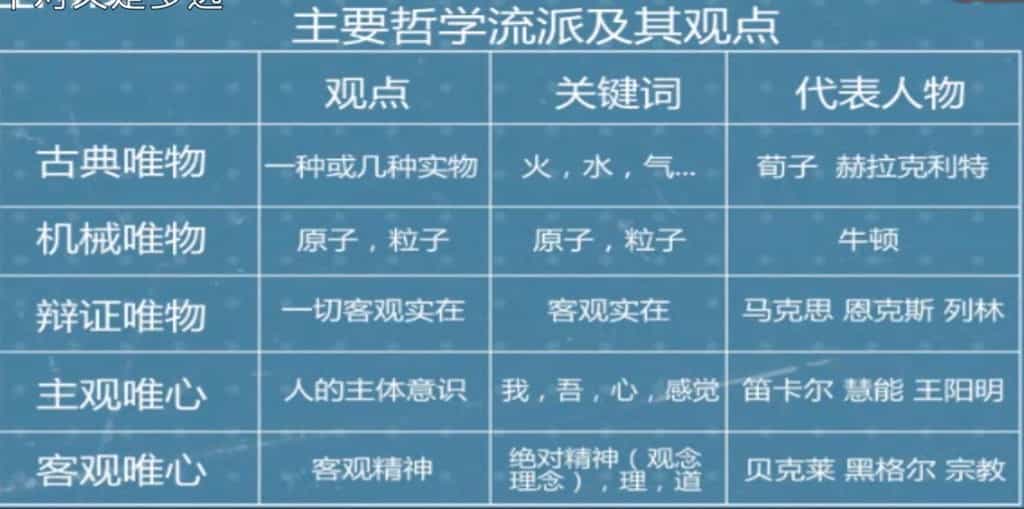 主要哲学流派及其观点
观点 关键词 代表人物
古典唯物 一种或几种实物 火，水，气... 荀子 赫拉克利特
机械唯物 原子，粒子 原子，粒子 牛顿
辩证唯物 一切客观实在 客观实在 马克思 恩克斯 列林
主观唯心 人的主体意识 我，吾，心，感觉 笛卡尔 慧能 王阳明
客观唯心 客观精神 绝对精神（观念
理念），理，道 贝克莱 黑格尔 宗教